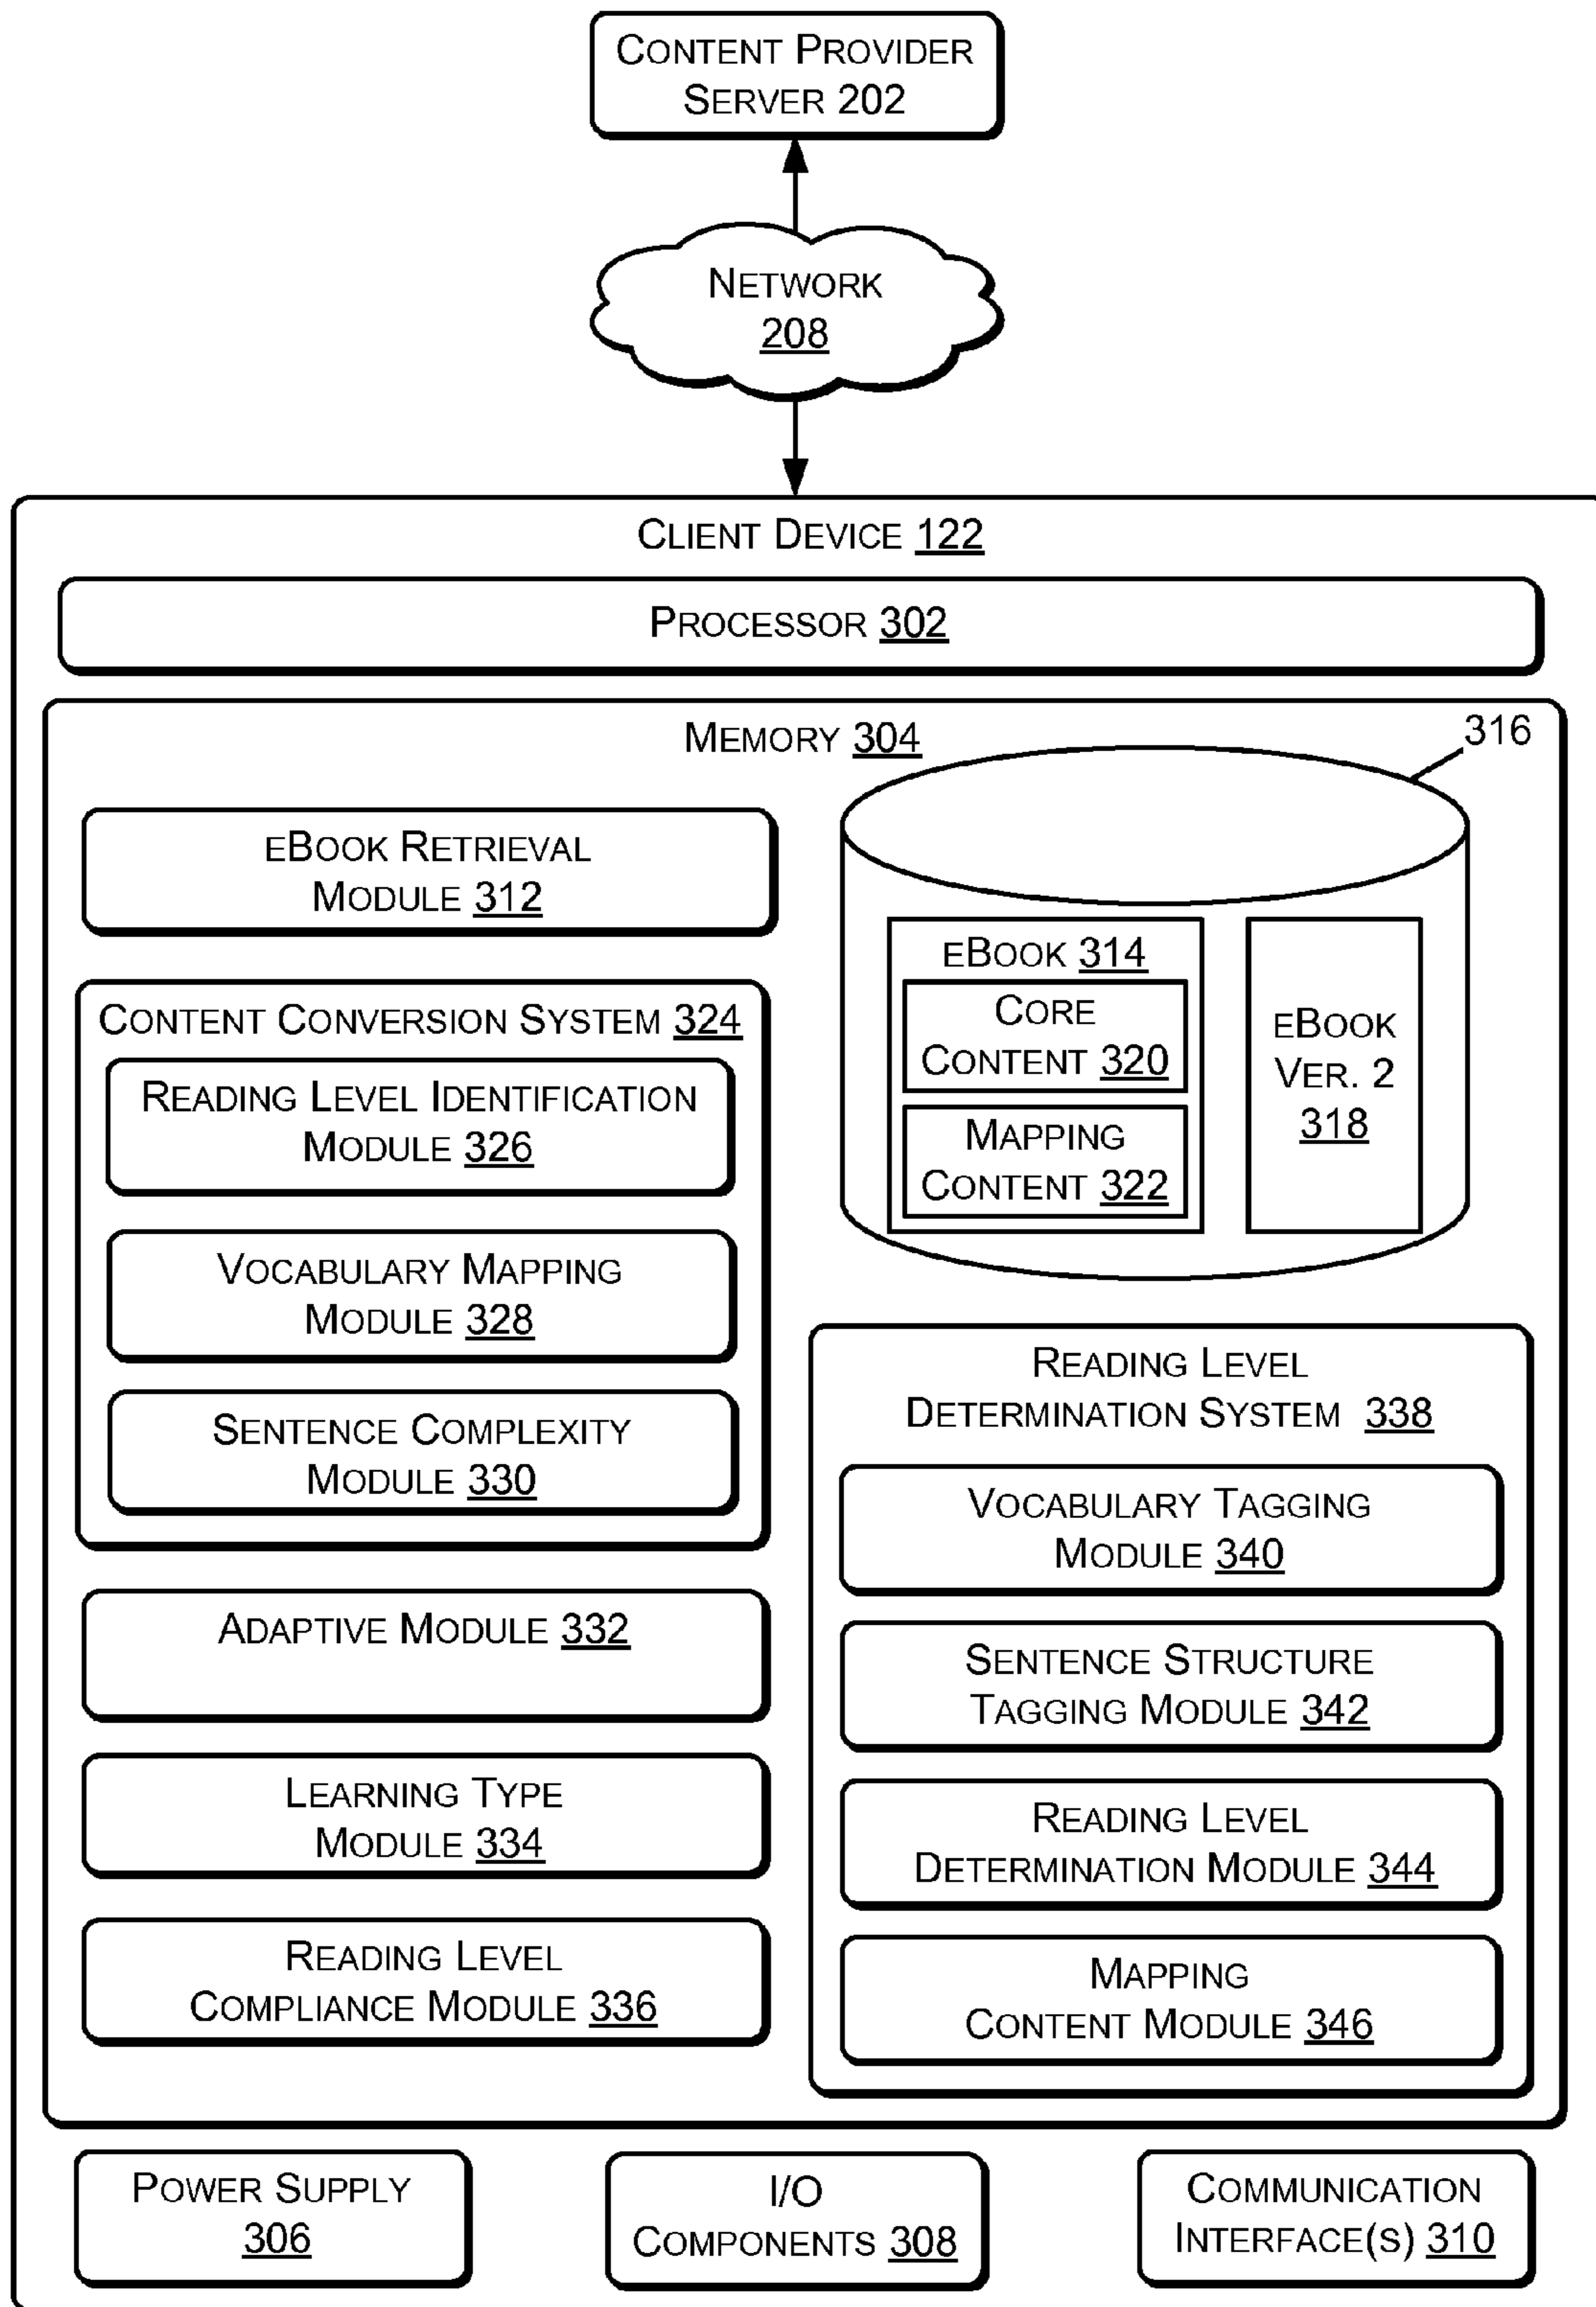 CONTENT PROVIDER
SERVER 202
NETWORK
208
CLIENT DEVICE 122
PROCESSOR 302
MEMORY 304
316
EBOOK RETRIEVAL
MODULE 312
EBOOK 314
CORE
CONTENT 320
MAPPING
CONTENT 322
EBOOK
VER. 2
318
CONTENT CONVERSION SYSTEM 324
READING LEVEL IDENTIFICATION
MODULE 326
VOCABULARY MAPPING
MODULE 328
SENTENCE COMPLEXITY
MODULE 330
ADAPTIVE MODULE 332
LEARNING TYPE
MODULE 334
READING LEVEL
COMPLIANCE MODULE 336
READING LEVEL
DETERMINATION SYSTEM 338
VOCABULARY TAGGING
MODULE 340
SENTENCE STRUCTURE
TAGGING MODULE 342
READING LEVEL
DETERMINATION MODULE 344
MAPPING
CONTENT MODULE 346
POWER SUPPLY
306
I/O
COMPONENTS 308
COMMUNICATION
INTERFACE(S) 310